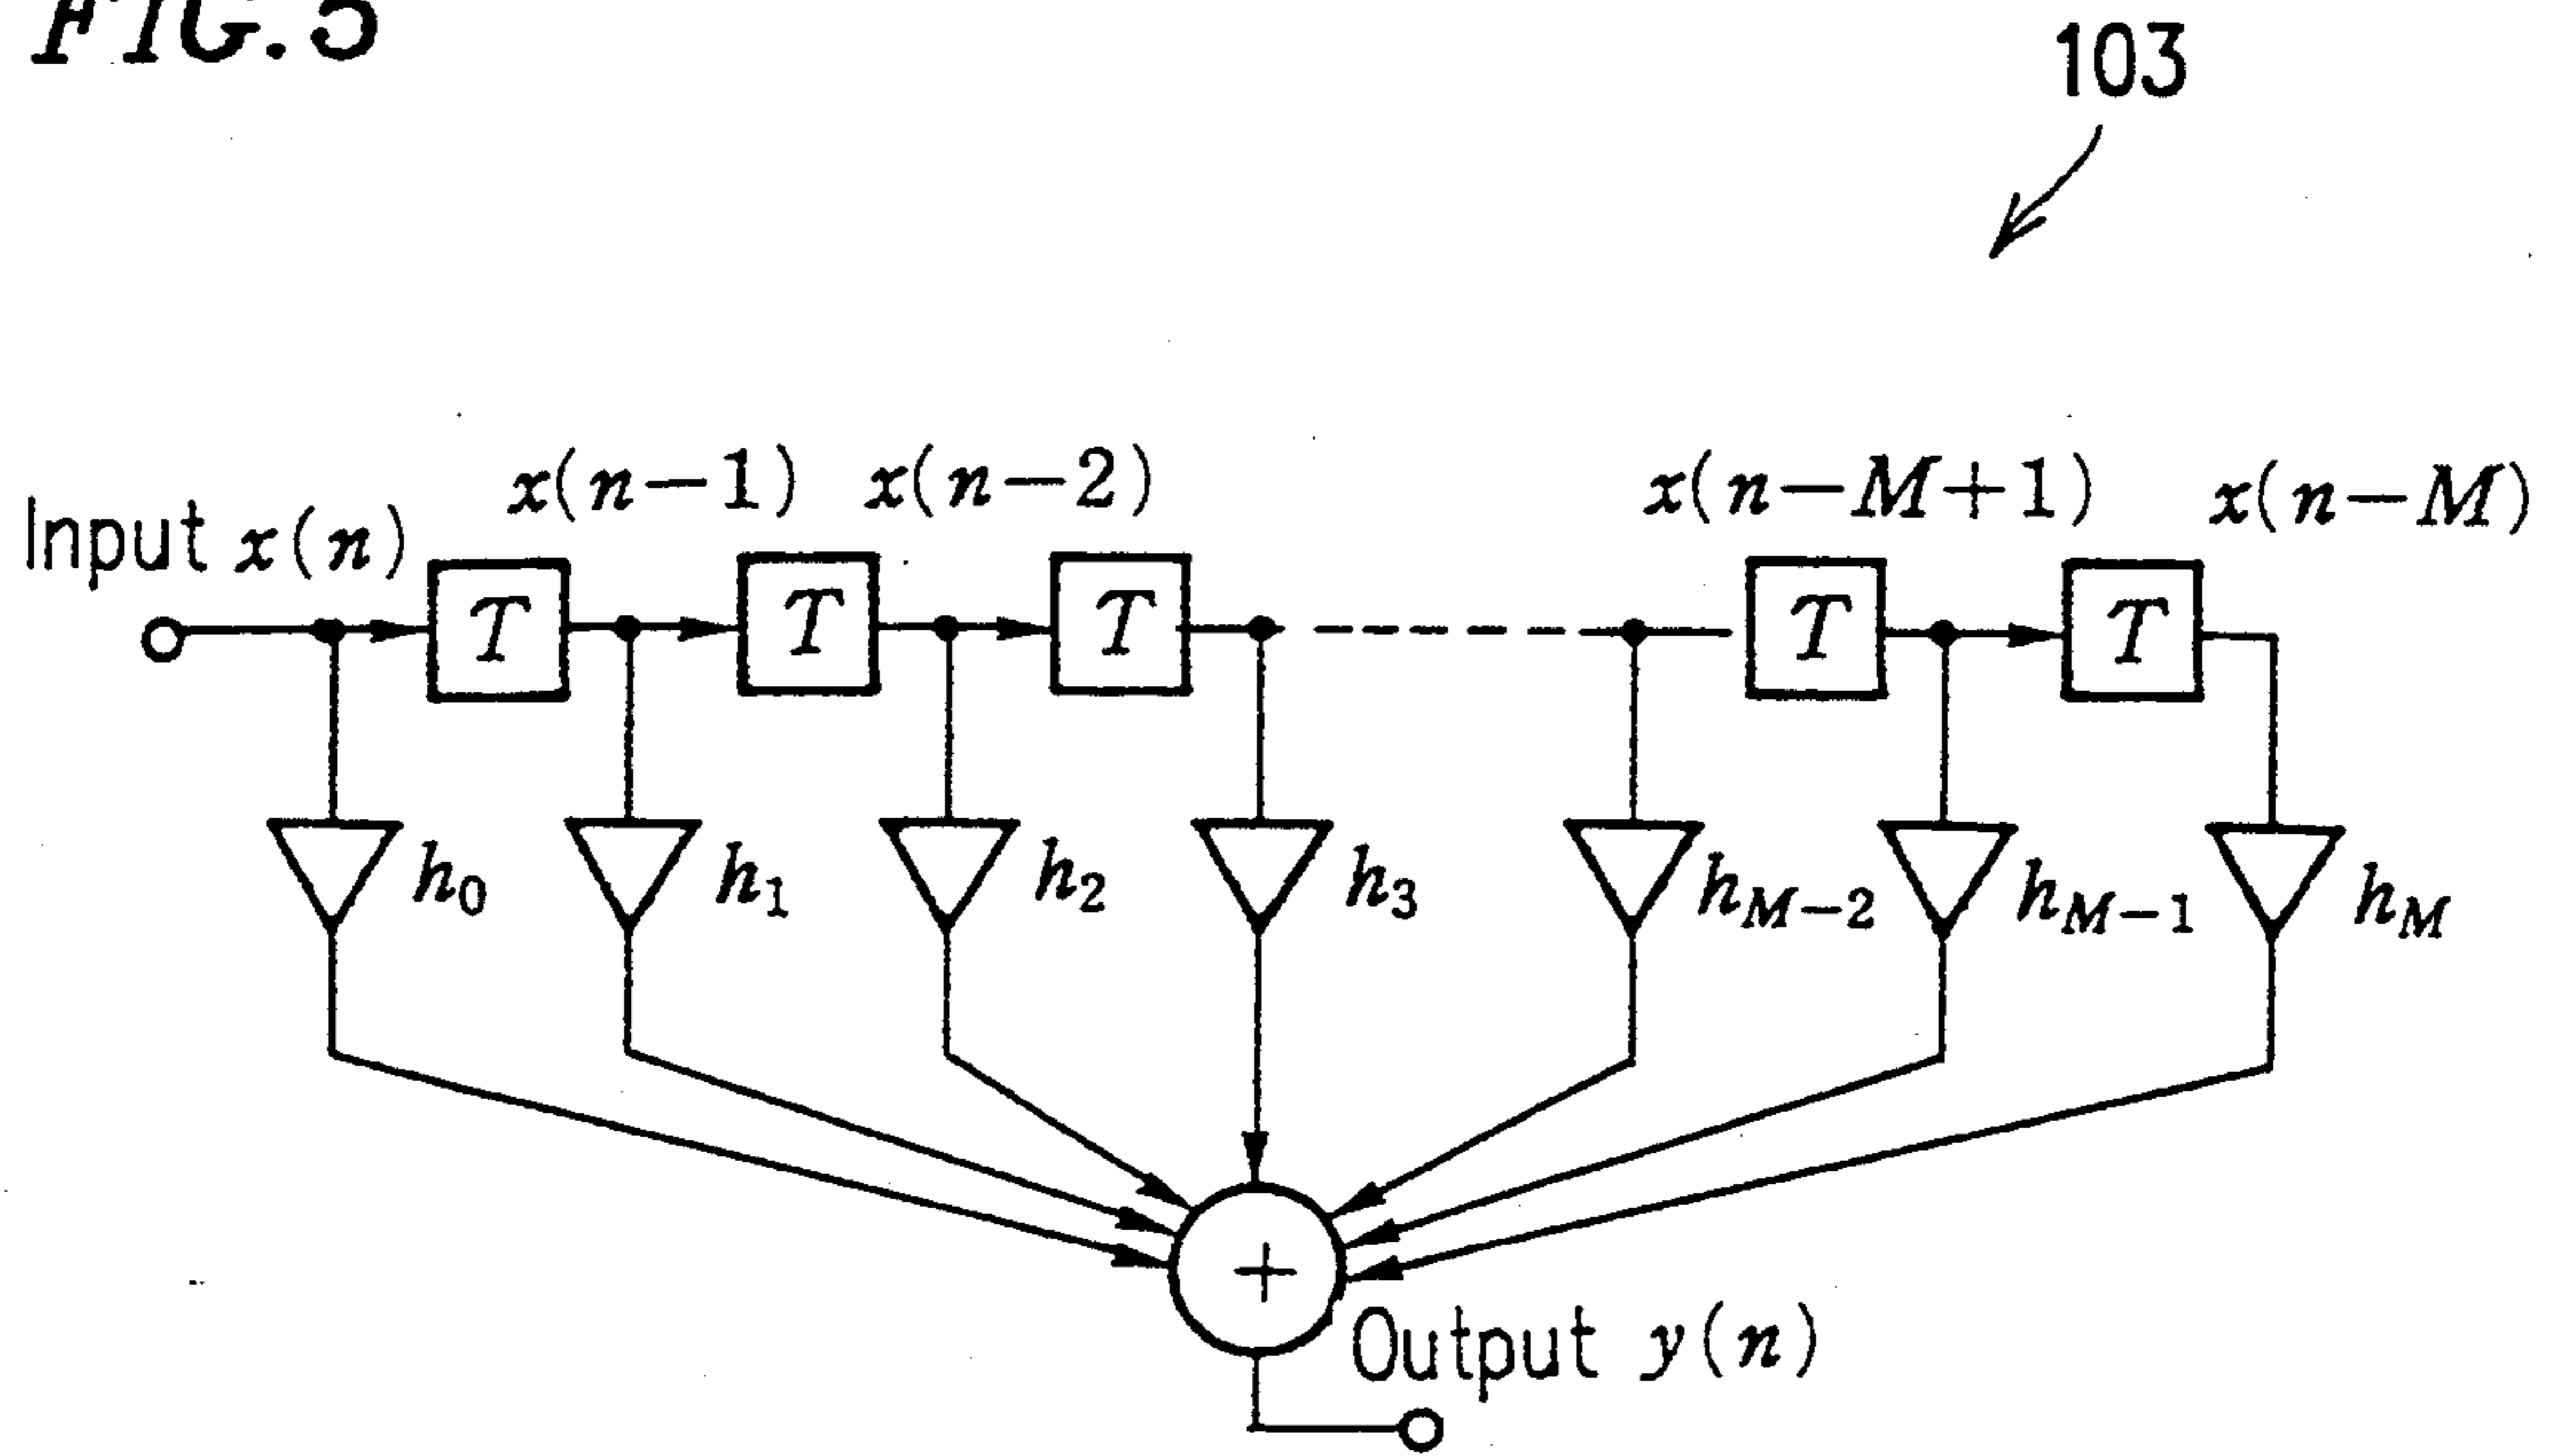 FIG. 5
103
Input x(n)
x(n-1)
x(n-2)
x(n-M+1)
x(n-M)
T
T
T
T
T
h0
h1
h2
h3
hM-2
hM-1
hM
+
Output y(n)